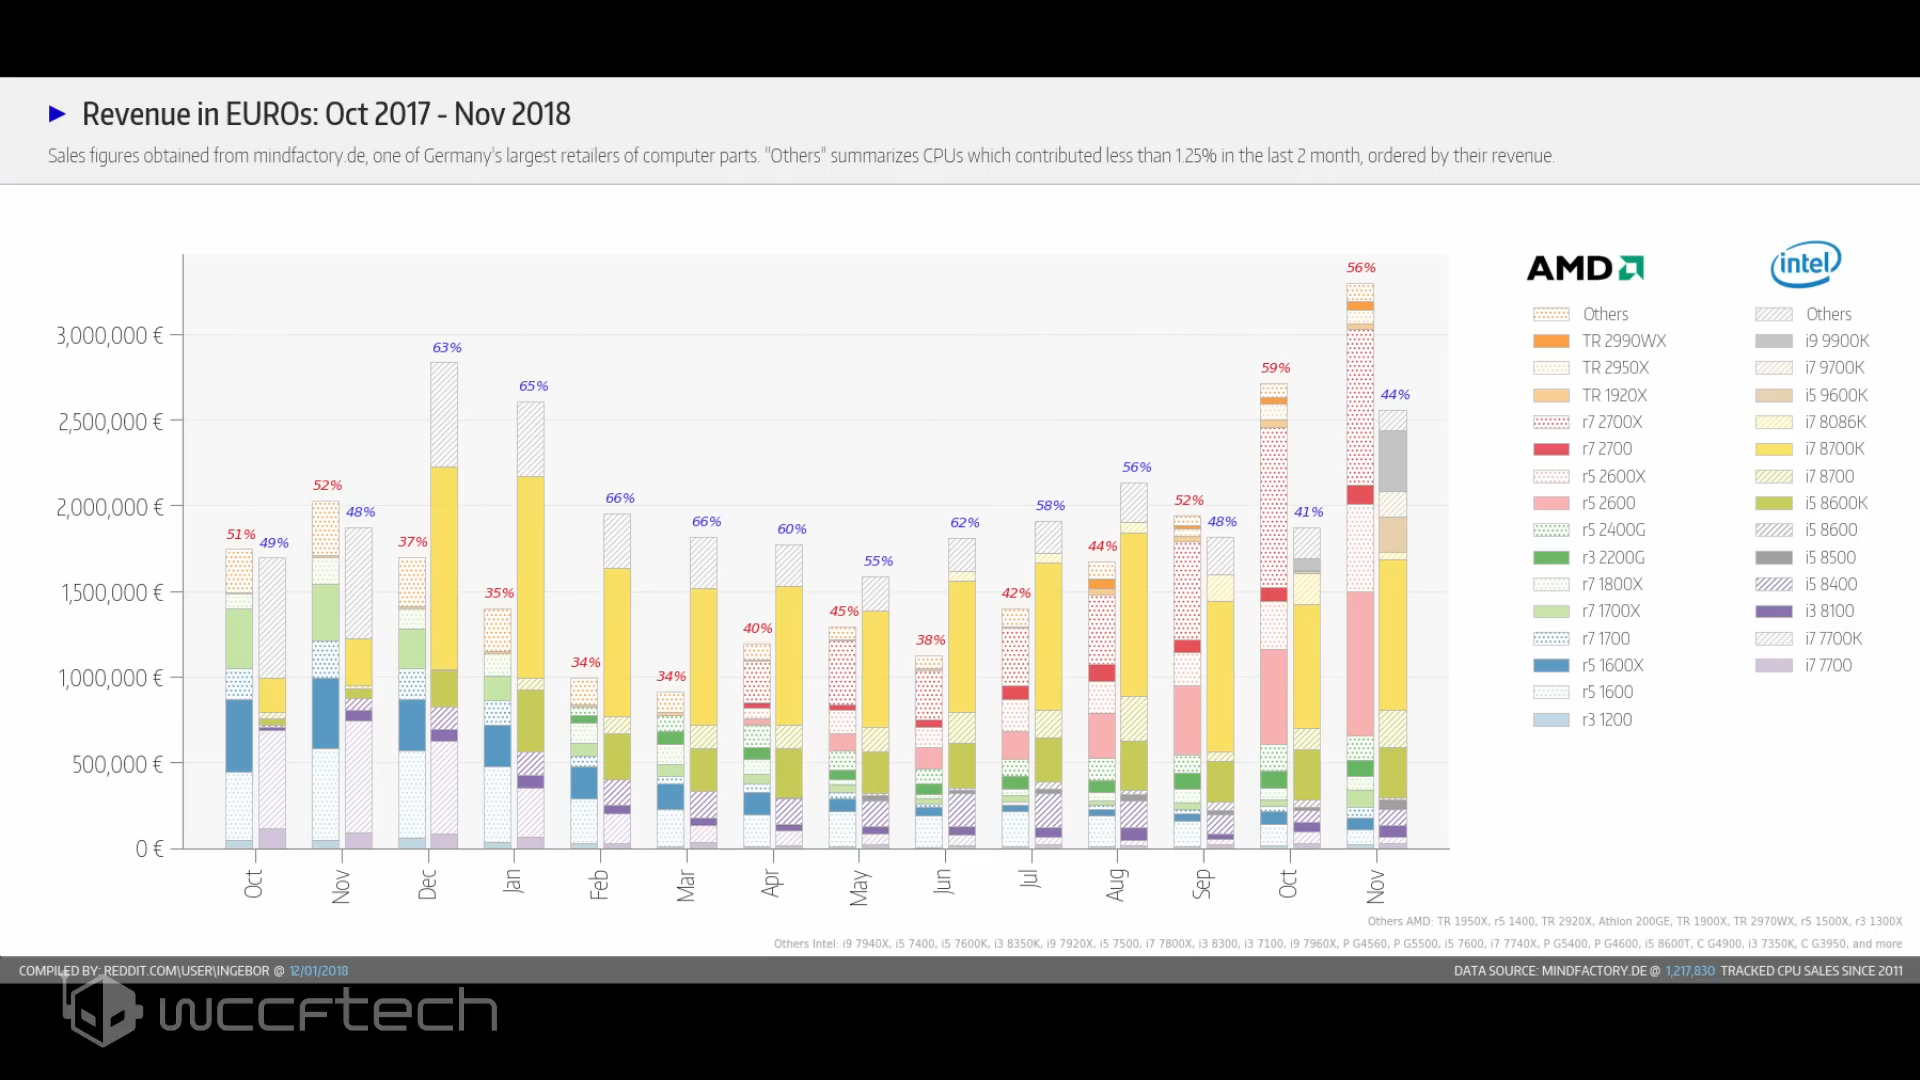 ▶ Revenue in EUROs: Oct 2017 - Nov 2018
Sales figures obtained from mindfactory.de, one of Germany's largest retailers of computer parts. "Others" summarizes CPUs which contributed less than 1.25% in the last 2 month, ordered by their revenue.
3,000,000 €
2,500,000 €
2,000,000 €
1,500,000 €
1,000,000 €
500,000 €
0 €
51% 49%
52% 48%
37% 63%
35% 65%
34% 66%
34% 66%
40% 60%
45% 55%
38% 62%
42% 58%
44% 56%
52% 48%
59% 41%
56% 44%
Oct Nov Dec Jan Feb Mar Apr May Jun Jul Aug Sep Oct Nov
AMD
Others
TR 2990WX
TR 2950X
TR 1920X
r7 2700X
r7 2700
r5 2600X
r5 2600
r5 2400G
r3 2200G
r7 1800X
r7 1700X
r7 1700
r5 1600X
r5 1600
r3 1200
intel
Others
i9 9900K
i7 9700K
i5 9600K
i7 8086K
i7 8700K
i7 8700
i5 8600K
i5 8600
i5 8500
i5 8400
i3 8100
i7 7700K
i7 7700
Others AMD: TR 1950X, r5 1400, TR 2920X, Athlon 200GE, TR 1900X, TR 2970WX, r5 1500X, r3 1300X
Others Intel: i9 7940X, i5 7400, i5 7600K, i3 8350K, i9 7920X, i5 7500, i7 7800X, i3 8300, i3 7100, i9 7960X, P G4560, P G5500, i5 7600, i7 7740X, P G5400, P G4600, i5 8600T, C G4900, i3 7350K, C G3950, and more
COMPILED BY: REDDIT.COM\USER\INGEBOR @ 12/01/2018
DATA SOURCE: MINDFACTORY.DE @ 1,217,830 TRACKED CPU SALES SINCE 2011
wccftech